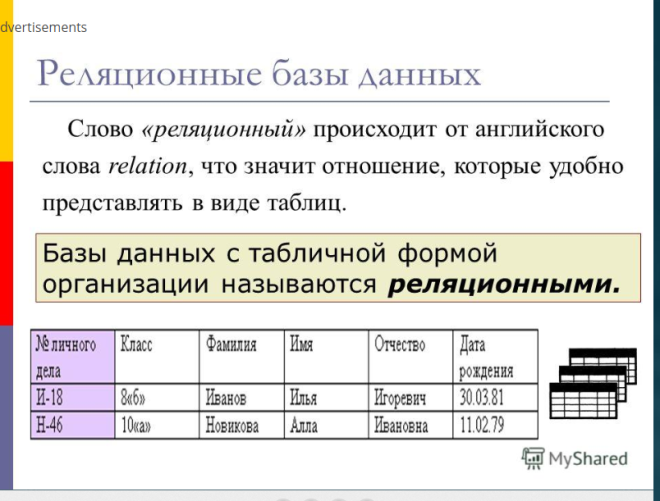 dvertisements
Реляционные базы данных
Слово «реляционный» происходит от английского
слова relation, что значит отношение, которые удобно
представлять в виде таблиц.
Базы данных с табличной формой
организации называются реляционными.
№ личного дела Класс Фамилия Имя Отчество Дата рождения
И-18 8«б» Иванов Илья Игоревич 30.03.81
Н-46 10«а» Новикова Алла Ивановна 11.02.79
MyShared